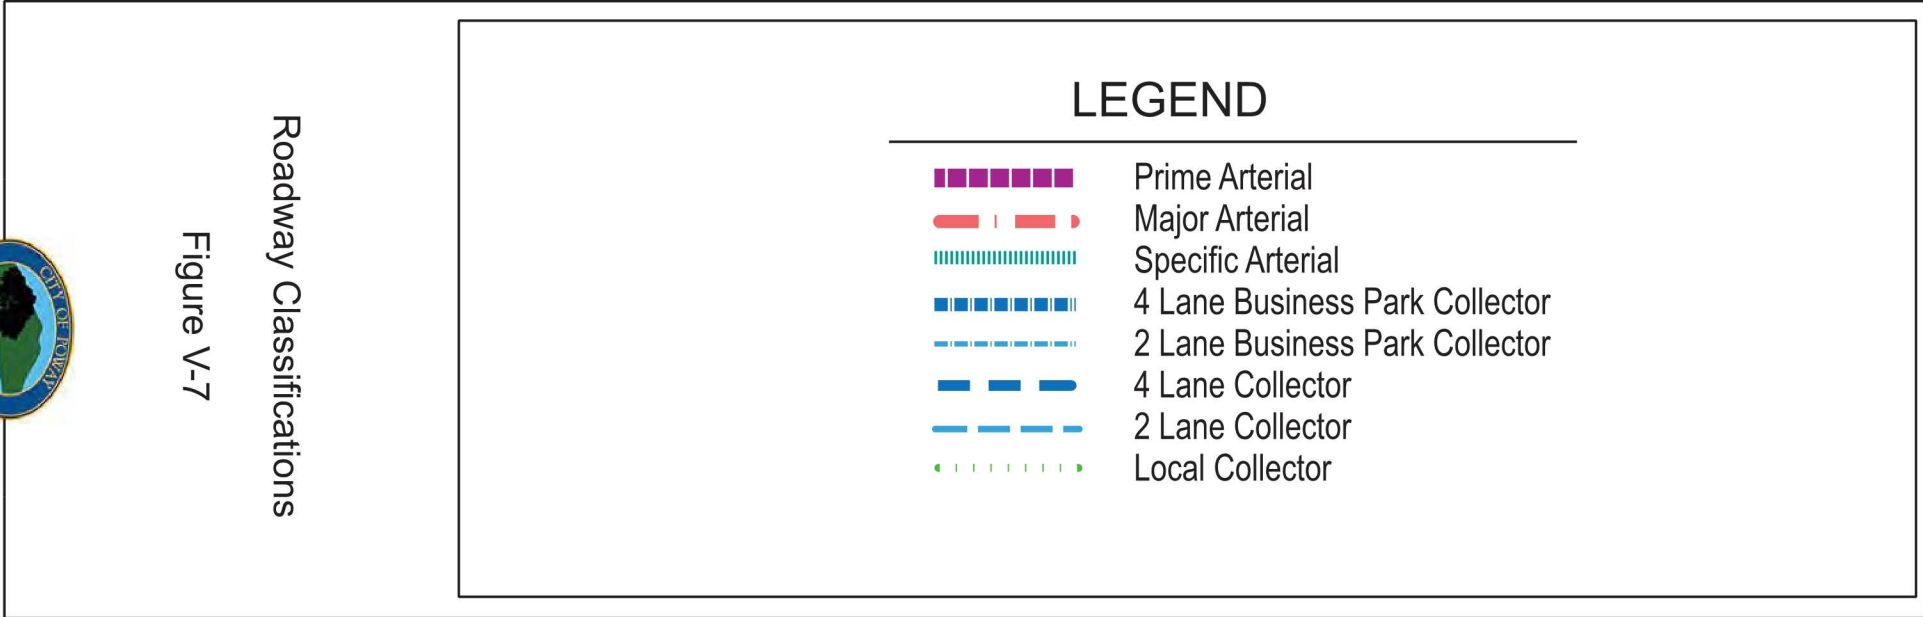 Roadway Classifications
Figure V-7
CITY OF POWAY
LEGEND
Prime Arterial
Major Arterial
Specific Arterial
4 Lane Business Park Collector
2 Lane Business Park Collector
4 Lane Collector
2 Lane Collector
Local Collector